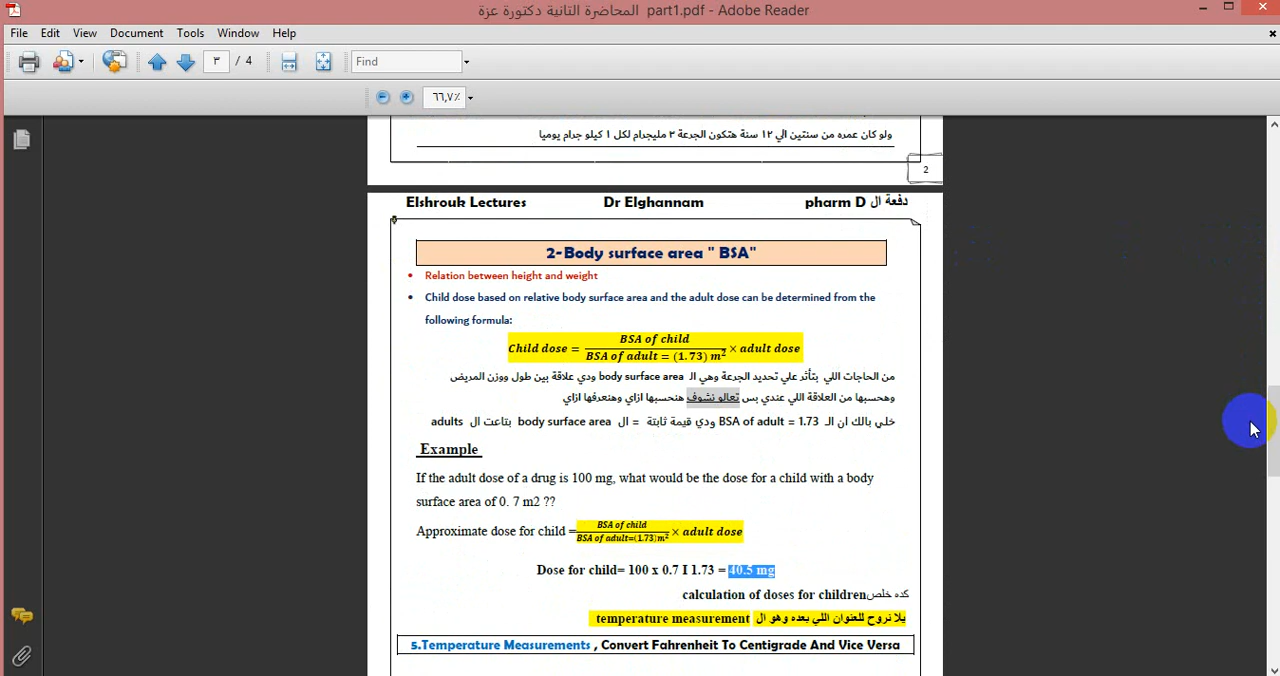 المحاضرة الثانية دكتورة عزة part1.pdf - Adobe Reader
File Edit View Document Tools Window Help
٣ / 4 Find
٦٦,٧٪
ولو كان عمره من سنتين الي ١٢ سنة هتكون الجرعة ٣ مليجرام لكل ١ كيلو جرام يوميا
2
Elshrouk Lectures Dr Elghannam pharm D دفعة ال
2-Body surface area " BSA"
• Relation between height and weight
• Child dose based on relative body surface area and the adult dose can be determined from the
following formula:
Child dose = BSA of child / BSA of adult = (1.73) m² × adult dose
من الحاجات اللي بتأثر علي تحديد الجرعة وهي الـ body surface area ودي علاقة بين طول ووزن المريض
وهحسبها من العلاقة اللي عندي بس تعالو نشوف هنحسبها ازاي وهنعرفها ازاي
خلي بالك ان الـ BSA of adult = 1.73 ودي قيمة ثابتة = ال body surface area بتاعت ال adults
Example
If the adult dose of a drug is 100 mg, what would be the dose for a child with a body
surface area of 0. 7 m2 ??
Approximate dose for child = BSA of child / BSA of adult=(1.73)m² × adult dose
Dose for child= 100 x 0.7 I 1.73 = 40.5 mg
كده خلص calculation of doses for children
يلا نروح للعنوان اللي بعده وهو ال temperature measurement
5.Temperature Measurements , Convert Fahrenheit To Centigrade And Vice Versa